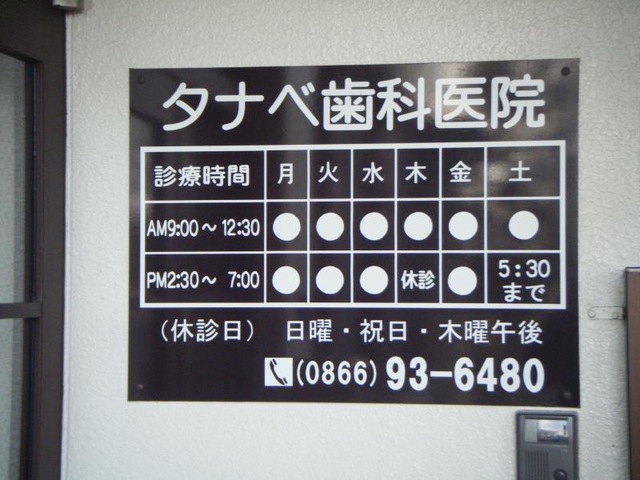 タナベ歯科医院
診療時間 月 火 水 木 金 土
AM9:00～12:30 ● ● ● ● ● ●
PM2:30～ 7:00 ● ● ● 休診 ● 5:30まで
(休診日) 日曜・祝日・木曜午後
(0866)93-6480